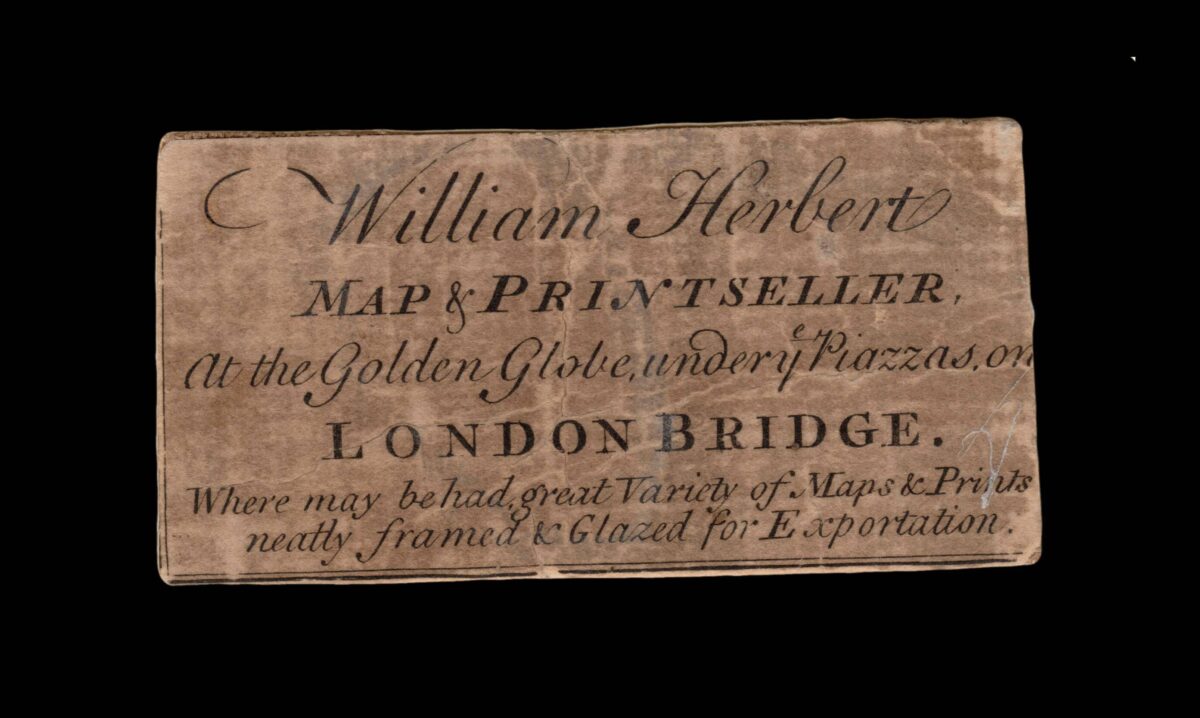 William Herbert
MAP & PRINTSELLER,
At the Golden Globe, under yᵉ Piazzas, on
LONDON BRIDGE.
Where may be had, great Variety of Maps & Prints
neatly framed & Glazed for Exportation.